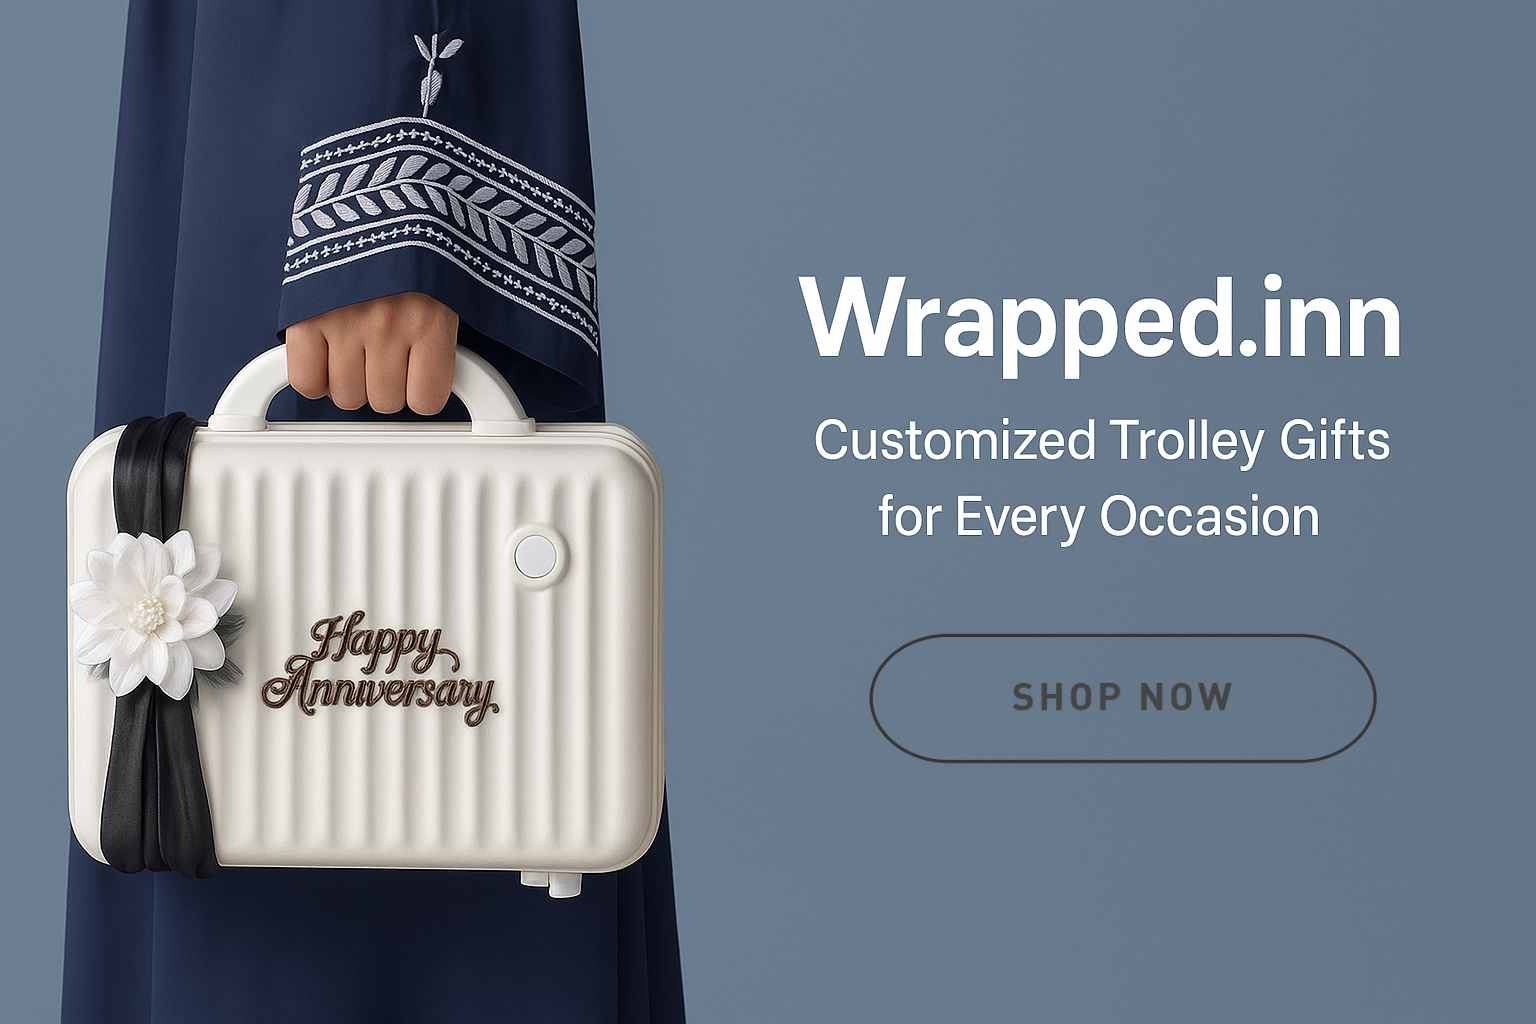 Wrapped.inn
Customized Trolley Gifts
for Every Occasion
SHOP NOW
Happy
Anniversary